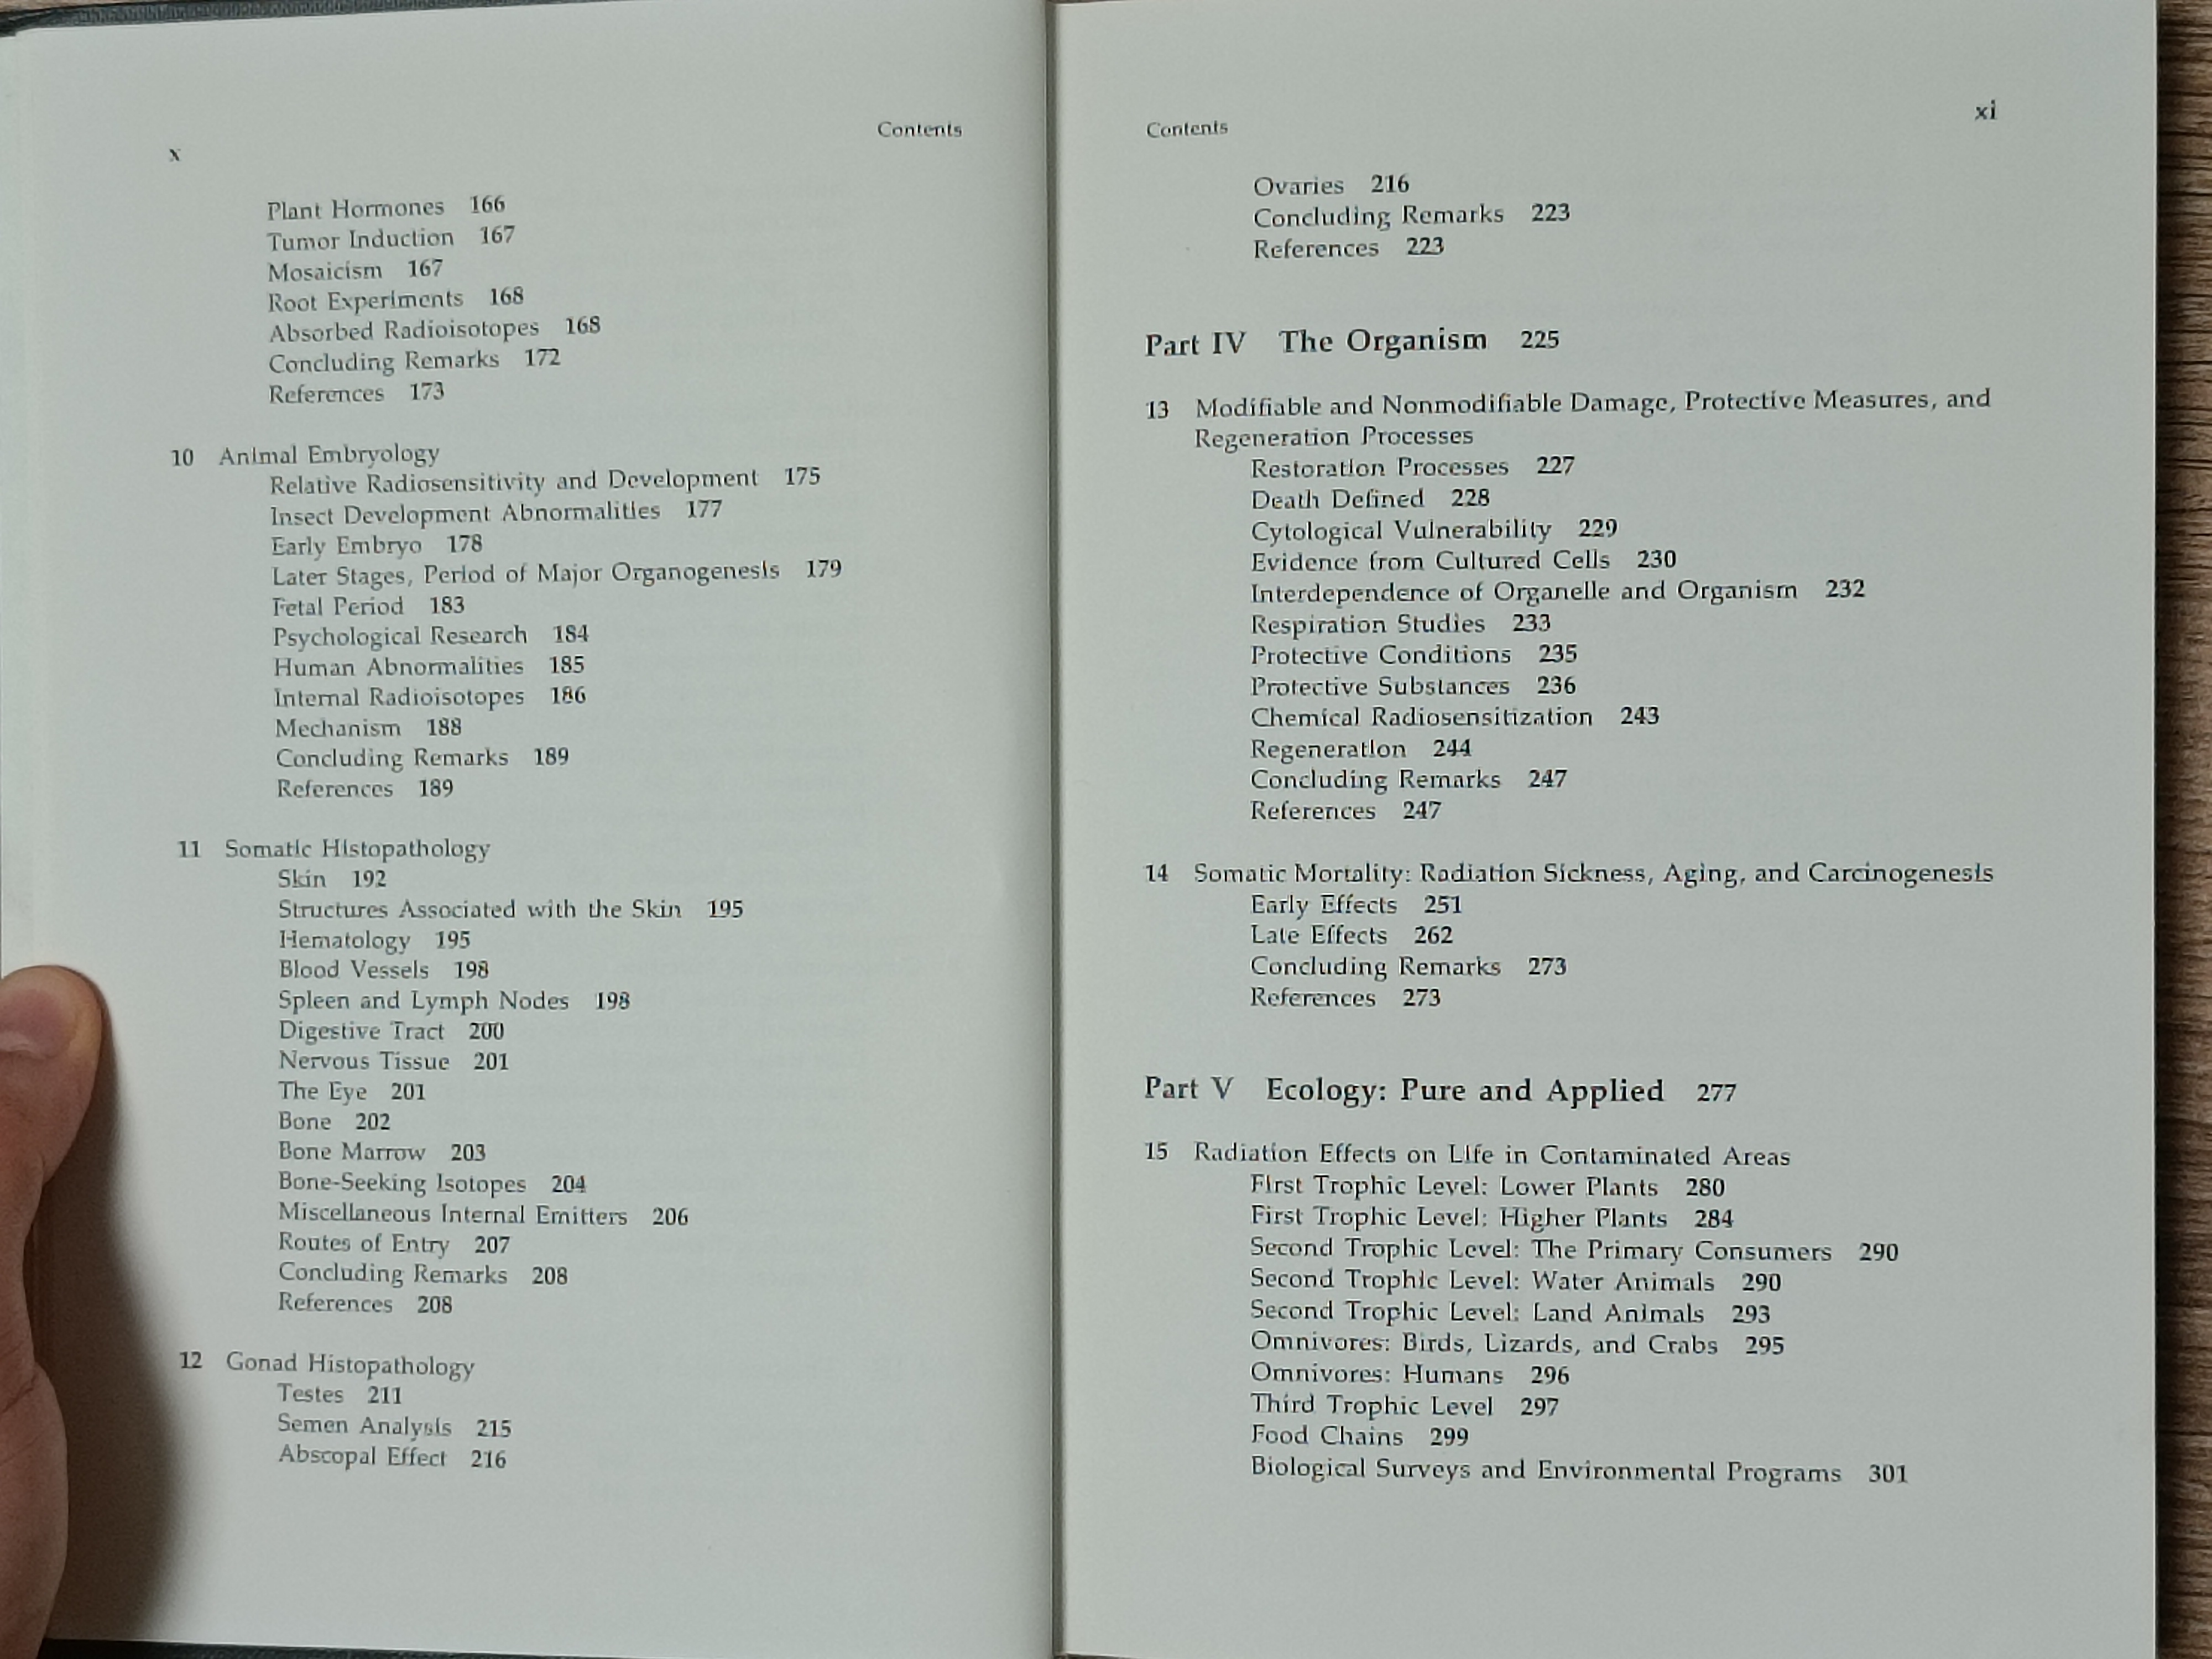 x
Contents
Plant Hormones 166
Tumor Induction 167
Mosaicism 167
Root Experiments 168
Absorbed Radioisotopes 168
Concluding Remarks 172
References 173
10 Animal Embryology
Relative Radiosensitivity and Development 175
Insect Development Abnormalities 177
Early Embryo 178
Later Stages, Period of Major Organogenesis 179
Fetal Period 183
Psychological Research 184
Human Abnormalities 185
Internal Radioisotopes 186
Mechanism 188
Concluding Remarks 189
References 189
11 Somatic Histopathology
Skin 192
Structures Associated with the Skin 195
Hematology 195
Blood Vessels 198
Spleen and Lymph Nodes 198
Digestive Tract 200
Nervous Tissue 201
The Eye 201
Bone 202
Bone Marrow 203
Bone-Seeking Isotopes 204
Miscellaneous Internal Emitters 206
Routes of Entry 207
Concluding Remarks 208
References 208
12 Gonad Histopathology
Testes 211
Semen Analysis 215
Abscopal Effect 216
Contents
xi
Ovaries 216
Concluding Remarks 223
References 223
Part IV The Organism 225
13 Modifiable and Nonmodifiable Damage, Protective Measures, and
Regeneration Processes
Restoration Processes 227
Death Defined 228
Cytological Vulnerability 229
Evidence from Cultured Cells 230
Interdependence of Organelle and Organism 232
Respiration Studies 233
Protective Conditions 235
Protective Substances 236
Chemical Radiosensitization 243
Regeneration 244
Concluding Remarks 247
References 247
14 Somatic Mortality: Radiation Sickness, Aging, and Carcinogenesis
Early Effects 251
Late Effects 262
Concluding Remarks 273
References 273
Part V Ecology: Pure and Applied 277
15 Radiation Effects on Life in Contaminated Areas
First Trophic Level: Lower Plants 280
First Trophic Level: Higher Plants 284
Second Trophic Level: The Primary Consumers 290
Second Trophic Level: Water Animals 290
Second Trophic Level: Land Animals 293
Omnivores: Birds, Lizards, and Crabs 295
Omnivores: Humans 296
Third Trophic Level 297
Food Chains 299
Biological Surveys and Environmental Programs 301